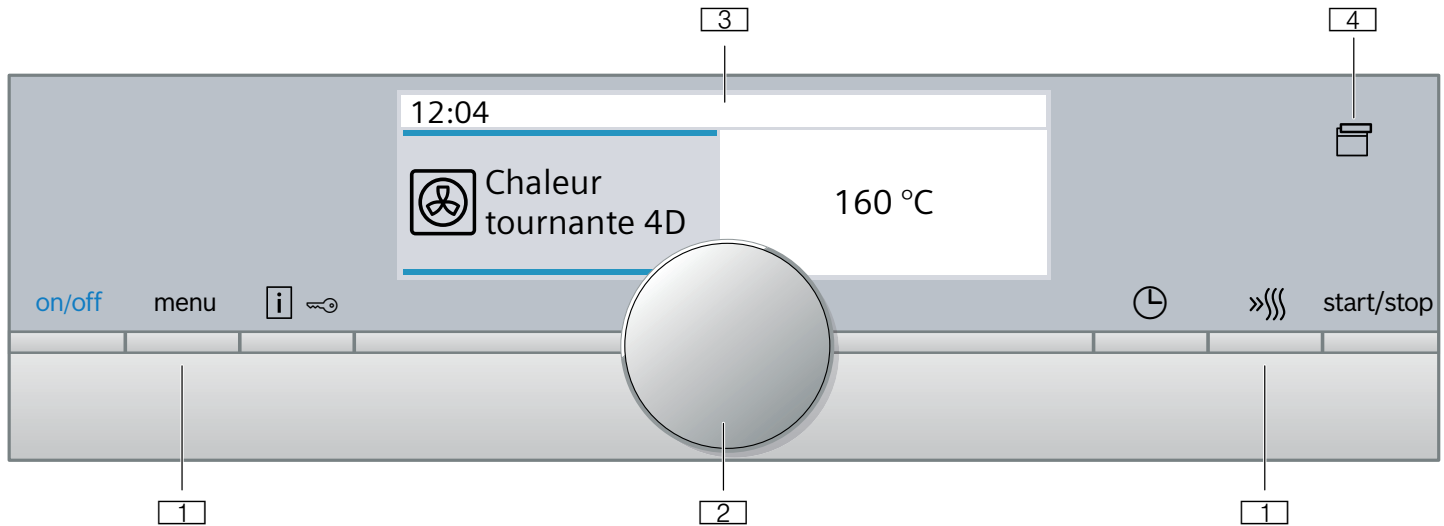 3
4
12:04
Chaleur
tournante 4D
160 °C
on/off
menu
i
start/stop
1
2
1